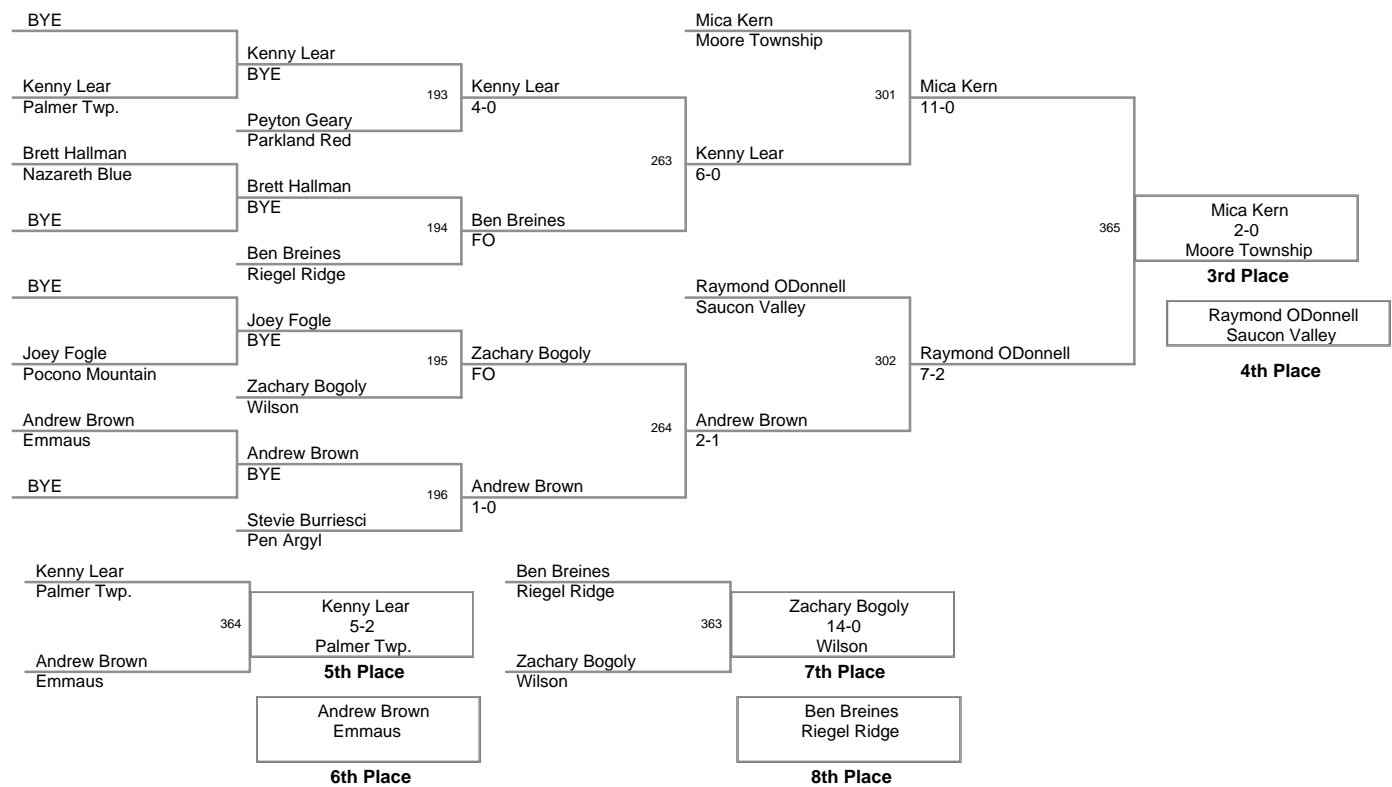 BYE
Kenny Lear
Palmer Twp.
Brett Hallman
Nazareth Blue
BYE
BYE
Joey Fogle
Pocono Mountain
Andrew Brown
Emmaus
BYE
Kenny Lear
BYE
193
Peyton Geary
Parkland Red
Brett Hallman
BYE
194
Ben Breines
Riegel Ridge
Joey Fogle
BYE
195
Zachary Bogoly
Wilson
Andrew Brown
BYE
196
Stevie Burriesci
Pen Argyl
Kenny Lear
4-0
263
Ben Breines
FO
Zachary Bogoly
FO
264
Andrew Brown
1-0
Mica Kern
Moore Township
301
Kenny Lear
6-0
Raymond ODonnell
Saucon Valley
302
Andrew Brown
2-1
Mica Kern
11-0
365
Raymond ODonnell
7-2
Mica Kern
2-0
Moore Township
3rd Place
Raymond ODonnell
Saucon Valley
4th Place
Kenny Lear
Palmer Twp.
364
Andrew Brown
Emmaus
Kenny Lear
5-2
Palmer Twp.
5th Place
Andrew Brown
Emmaus
6th Place
Ben Breines
Riegel Ridge
363
Zachary Bogoly
Wilson
Zachary Bogoly
14-0
Wilson
7th Place
Ben Breines
Riegel Ridge
8th Place